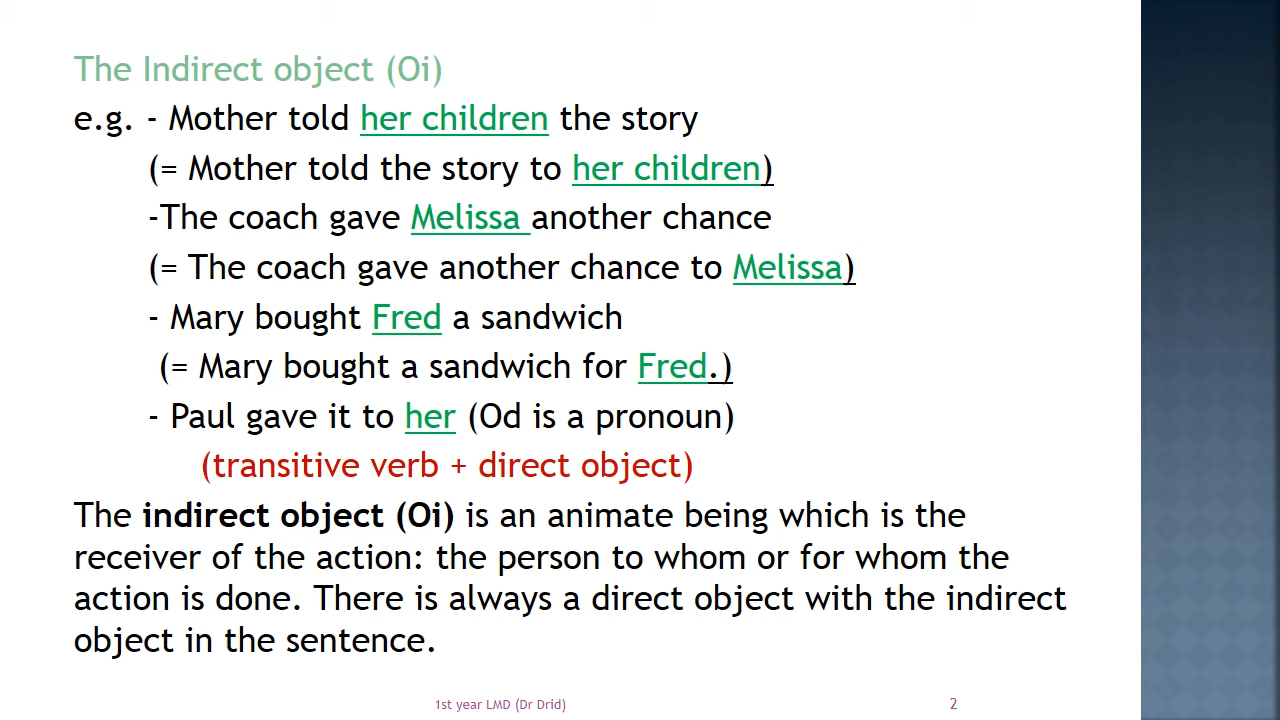 The Indirect object (Oi)
e.g. - Mother told her children the story
(= Mother told the story to her children)
-The coach gave Melissa another chance
(= The coach gave another chance to Melissa)
- Mary bought Fred a sandwich
(= Mary bought a sandwich for Fred.)
- Paul gave it to her (Od is a pronoun)
(transitive verb + direct object)
The indirect object (Oi) is an animate being which is the
receiver of the action: the person to whom or for whom the
action is done. There is always a direct object with the indirect
object in the sentence.
1st year LMD (Dr Drid)
2